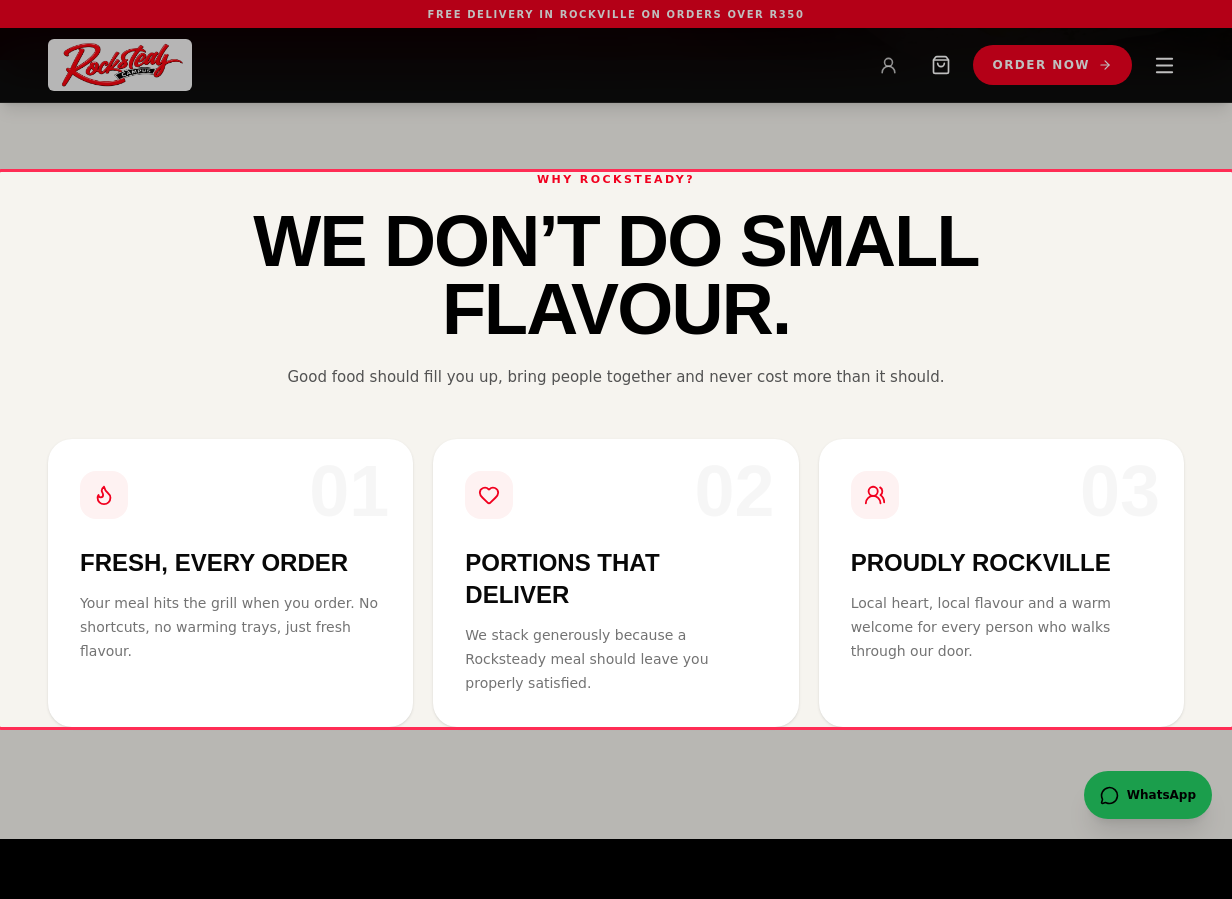 FREE DELIVERY IN ROCKVILLE ON ORDERS OVER R350
Rocksteady
CAMPUS
ORDER NOW
WHY ROCKSTEADY?
WE DON’T DO SMALL
FLAVOUR.
Good food should fill you up, bring people together and never cost more than it should.
01
FRESH, EVERY ORDER
Your meal hits the grill when you order. No
shortcuts, no warming trays, just fresh
flavour.
02
PORTIONS THAT
DELIVER
We stack generously because a
Rocksteady meal should leave you
properly satisfied.
03
PROUDLY ROCKVILLE
Local heart, local flavour and a warm
welcome for every person who walks
through our door.
WhatsApp